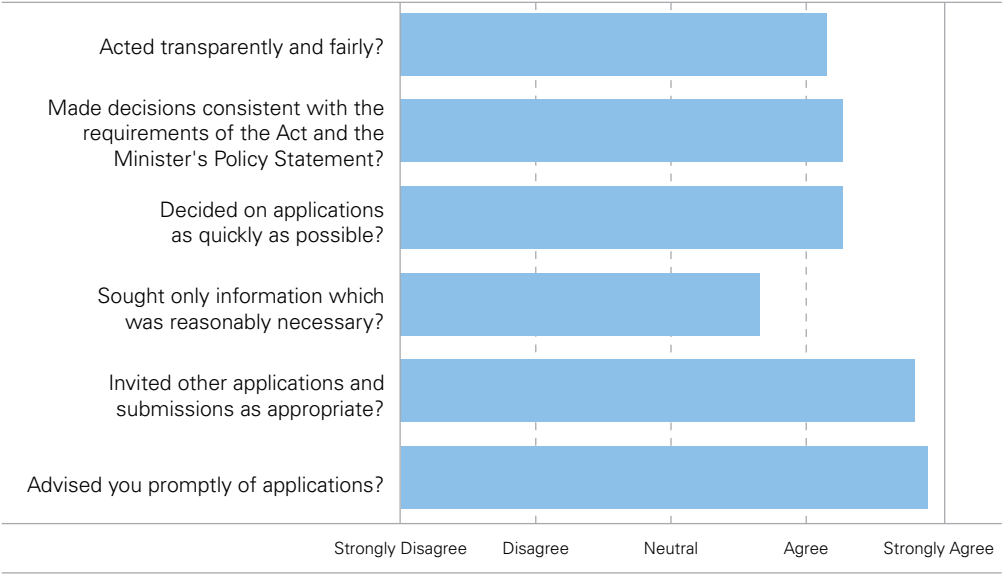 Acted transparently and fairly?
Made decisions consistent with the
requirements of the Act and the
Minister's Policy Statement?
Decided on applications
as quickly as possible?
Sought only information which
was reasonably necessary?
Invited other applications and
submissions as appropriate?
Advised you promptly of applications?
Strongly Disagree Disagree Neutral Agree Strongly Agree